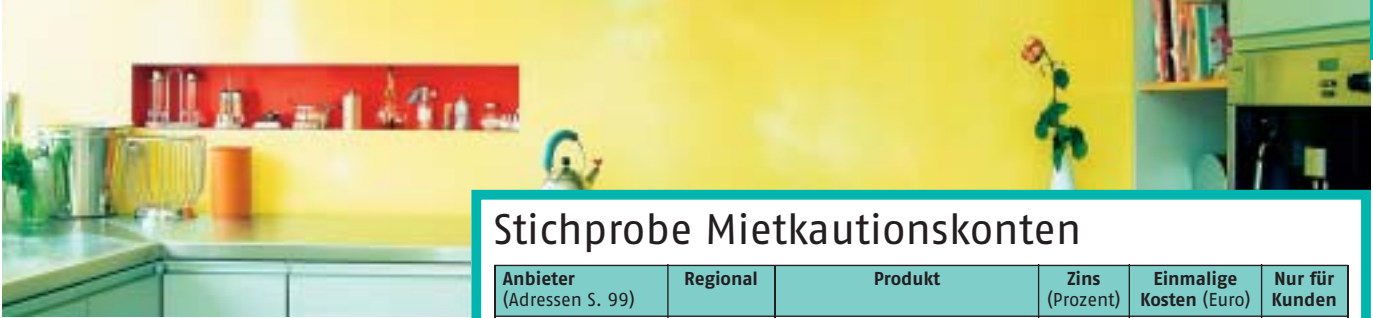 Stichprobe Mietkautionskonten
Anbieter Regional Produkt Zins Einmalige Nur für
(Adressen S. 99) (Prozent) Kosten (Euro) Kunden